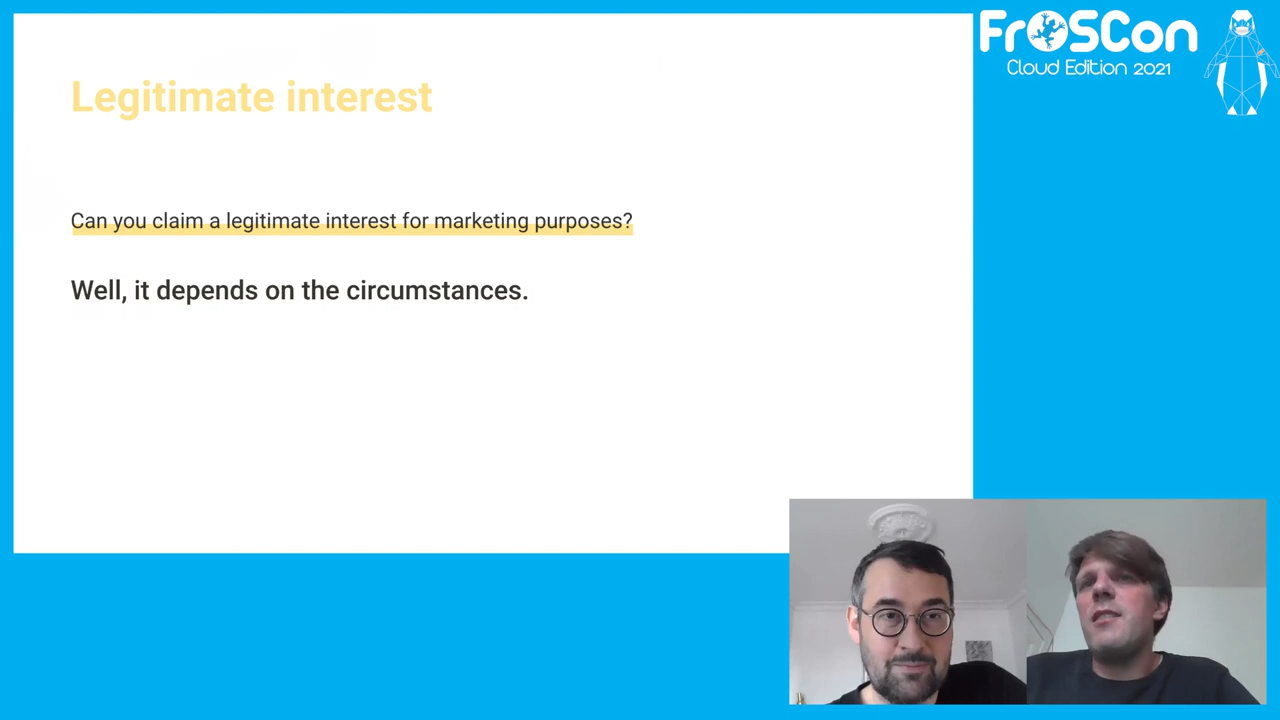 FrOSCon
Cloud Edition 2021
Legitimate interest
Can you claim a legitimate interest for marketing purposes?
Well, it depends on the circumstances.